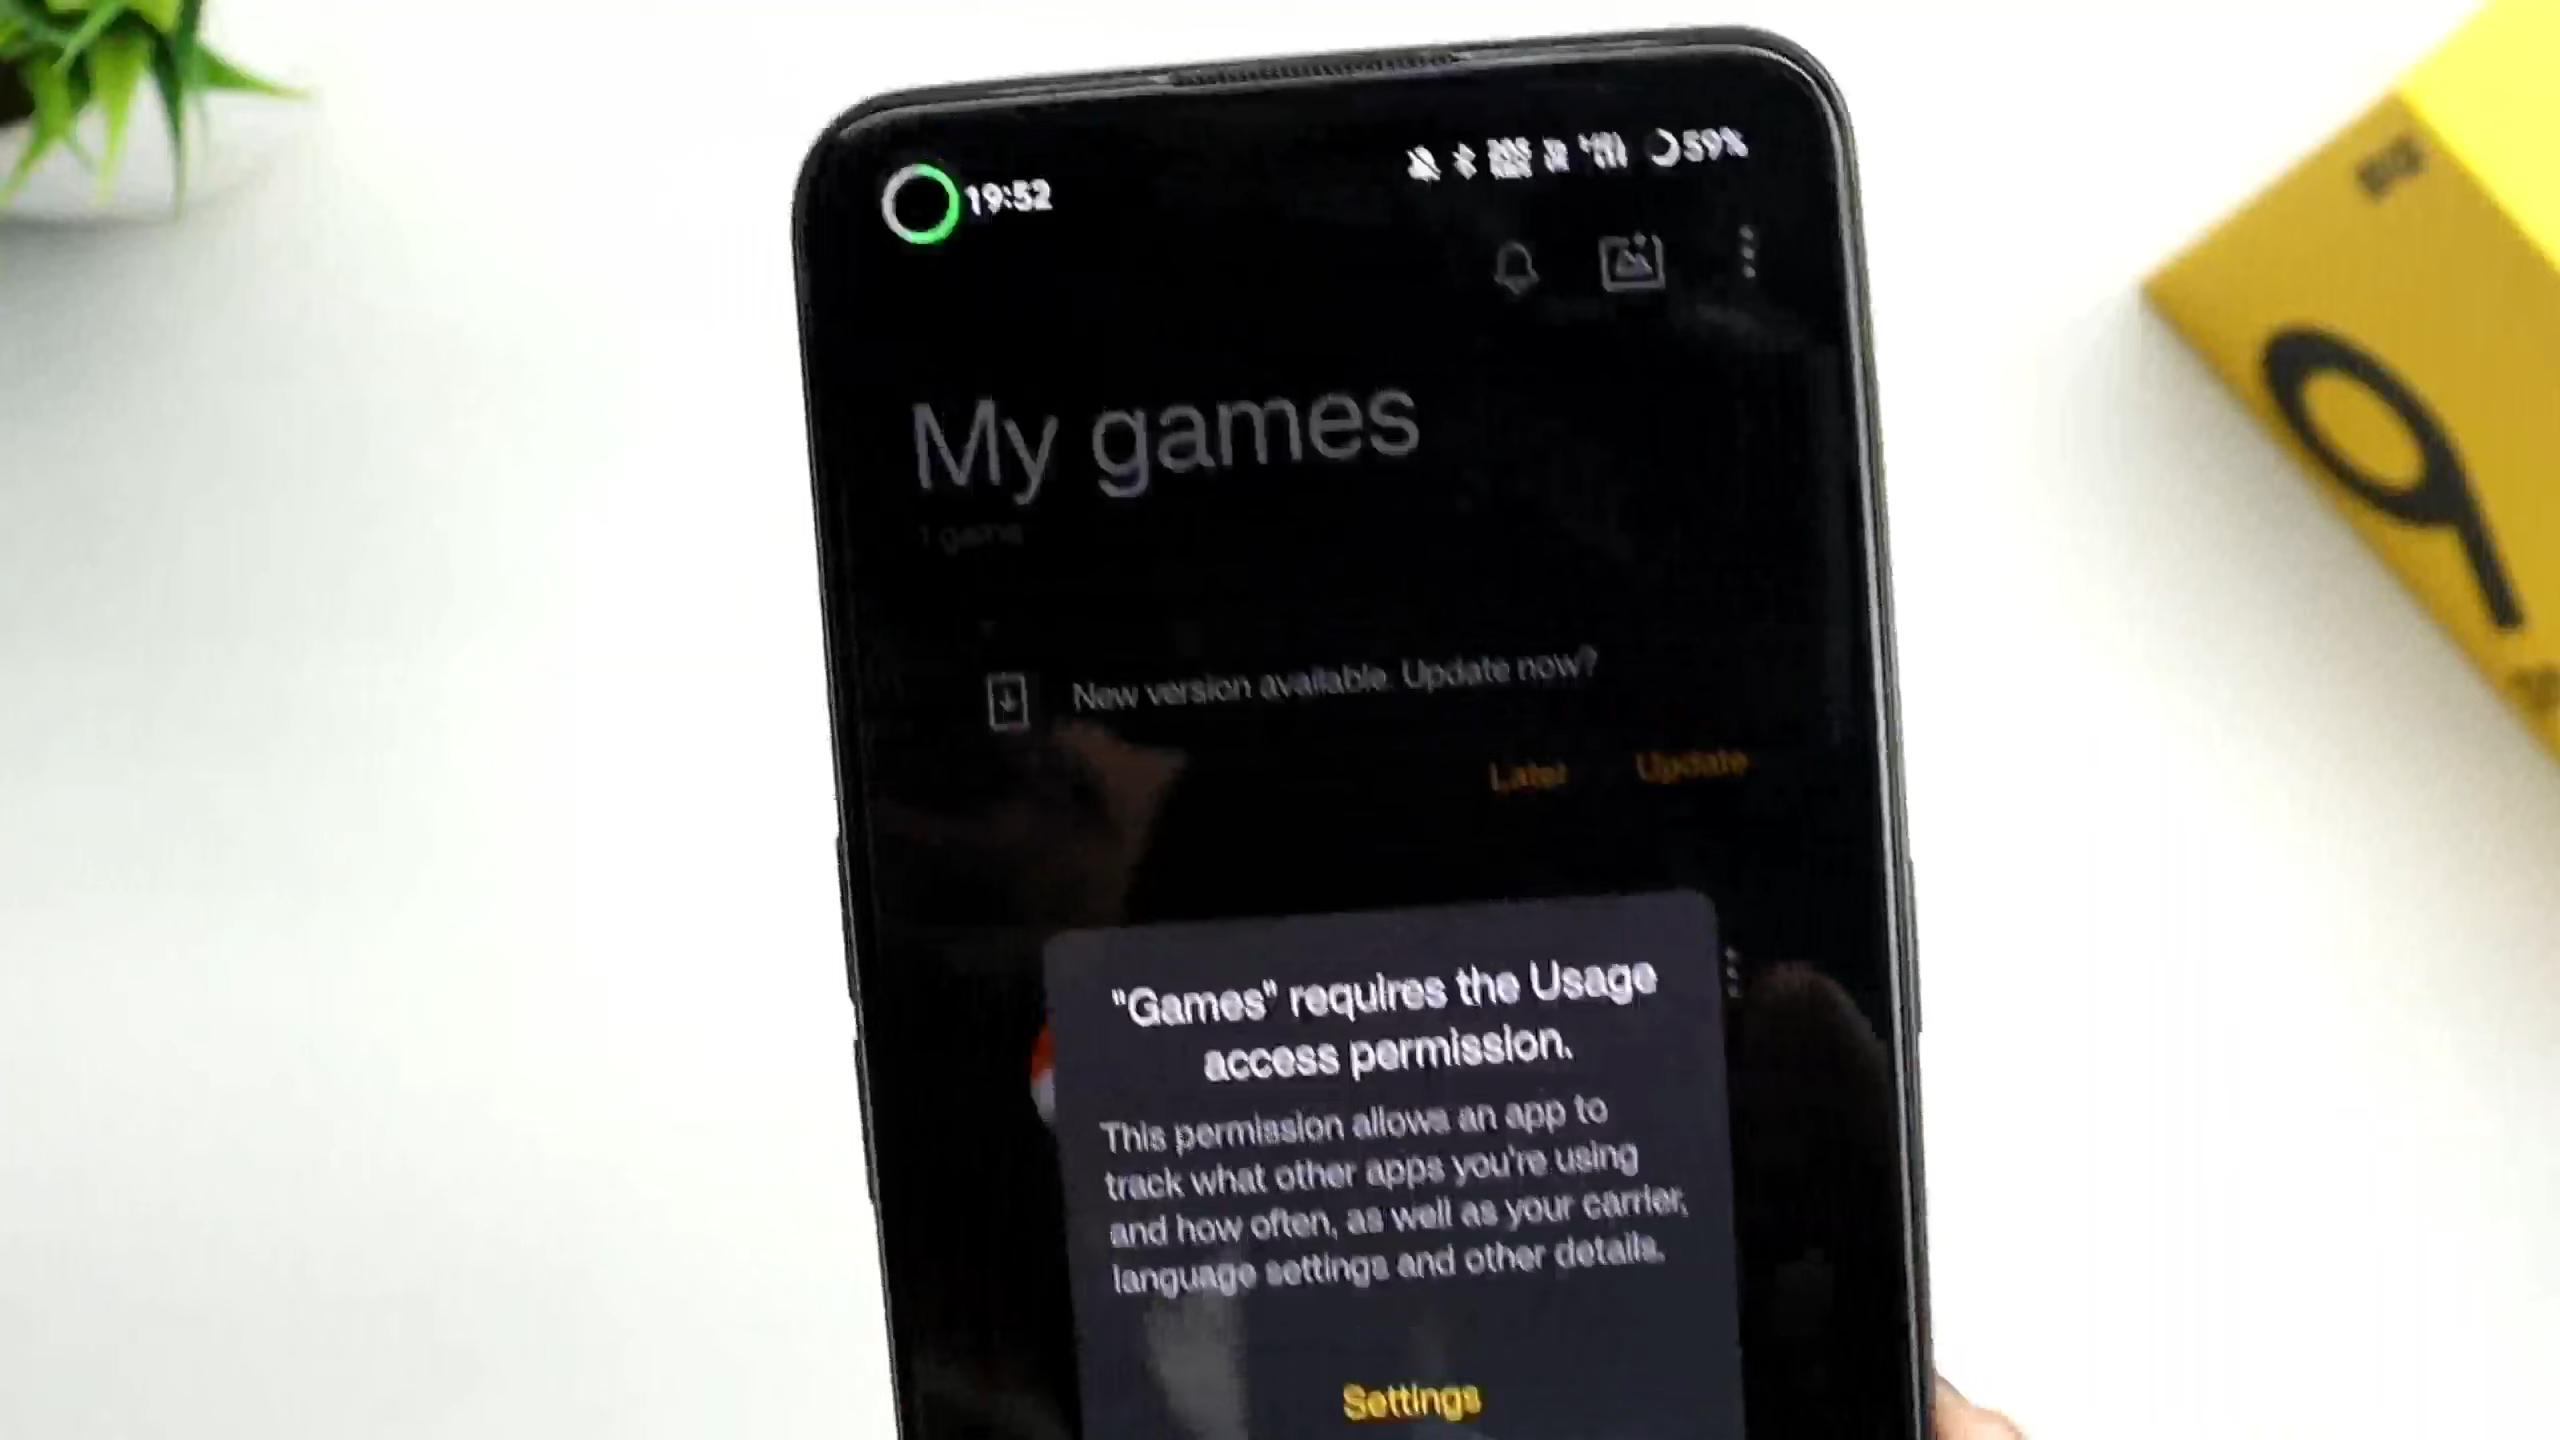 19:52
59%
My games
1 game
New version available. Update now?
Later Update
"Games" requires the Usage
access permission.
This permission allows an app to
track what other apps you're using
and how often, as well as your carrier,
language settings and other details.
Settings
9